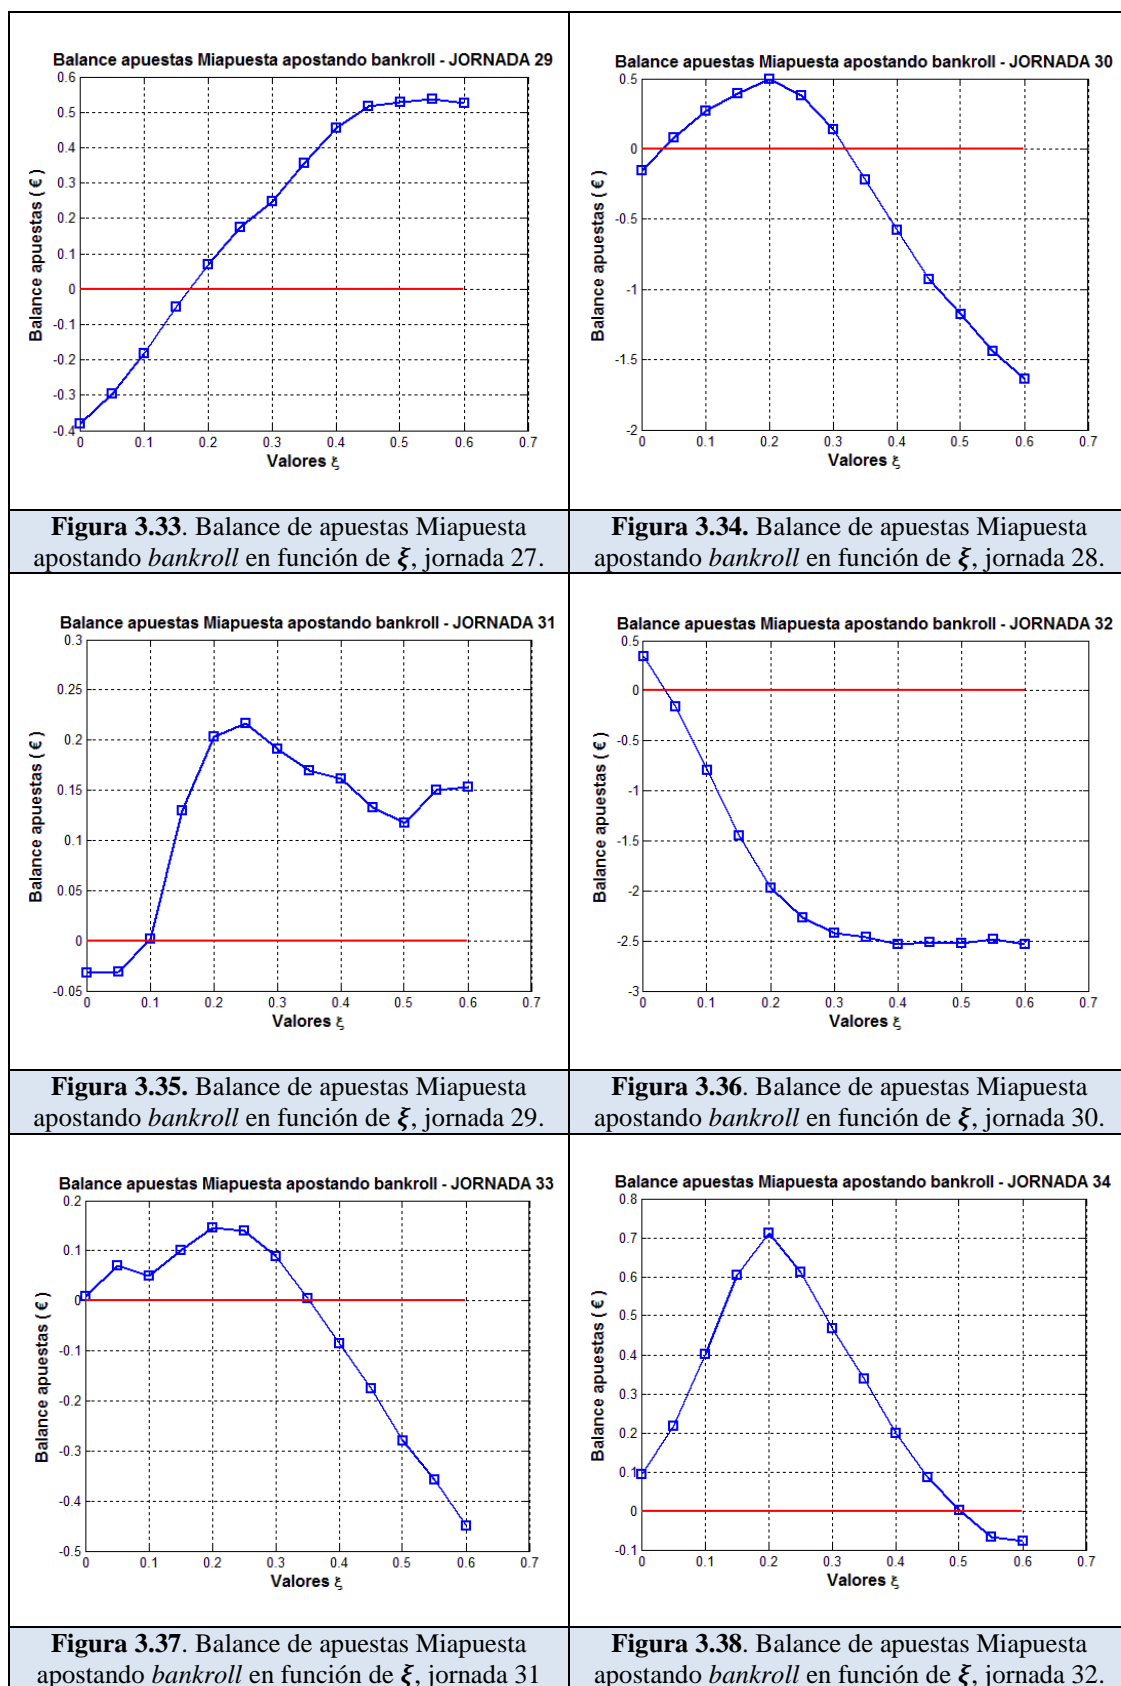 Balance apuestas Miapuesta apostando bankroll - JORNADA 29
0.6
0.5
0.4
0.3
0.2
0.1
0
-0.1
-0.2
-0.3
-0.4
0 0.1 0.2 0.3 0.4 0.5 0.6 0.7
Balance apuestas ( € )
Valores ξ
Balance apuestas Miapuesta apostando bankroll - JORNADA 30
0.5
0
-0.5
-1
-1.5
-2
0 0.1 0.2 0.3 0.4 0.5 0.6 0.7
Balance apuestas ( € )
Valores ξ
Figura 3.33. Balance de apuestas Miapuesta
apostando bankroll en función de ξ, jornada 27.
Figura 3.34. Balance de apuestas Miapuesta
apostando bankroll en función de ξ, jornada 28.
Balance apuestas Miapuesta apostando bankroll - JORNADA 31
0.3
0.25
0.2
0.15
0.1
0.05
0
-0.05
0 0.1 0.2 0.3 0.4 0.5 0.6 0.7
Balance apuestas ( € )
Valores ξ
Balance apuestas Miapuesta apostando bankroll - JORNADA 32
0.5
0
-0.5
-1
-1.5
-2
-2.5
-3
0 0.1 0.2 0.3 0.4 0.5 0.6 0.7
Balance apuestas ( € )
Valores ξ
Figura 3.35. Balance de apuestas Miapuesta
apostando bankroll en función de ξ, jornada 29.
Figura 3.36. Balance de apuestas Miapuesta
apostando bankroll en función de ξ, jornada 30.
Balance apuestas Miapuesta apostando bankroll - JORNADA 33
0.2
0.1
0
-0.1
-0.2
-0.3
-0.4
-0.5
0 0.1 0.2 0.3 0.4 0.5 0.6 0.7
Balance apuestas ( € )
Valores ξ
Balance apuestas Miapuesta apostando bankroll - JORNADA 34
0.8
0.7
0.6
0.5
0.4
0.3
0.2
0.1
0
-0.1
0 0.1 0.2 0.3 0.4 0.5 0.6 0.7
Balance apuestas ( € )
Valores ξ
Figura 3.37. Balance de apuestas Miapuesta
apostando bankroll en función de ξ, jornada 31
Figura 3.38. Balance de apuestas Miapuesta
apostando bankroll en función de ξ, jornada 32.